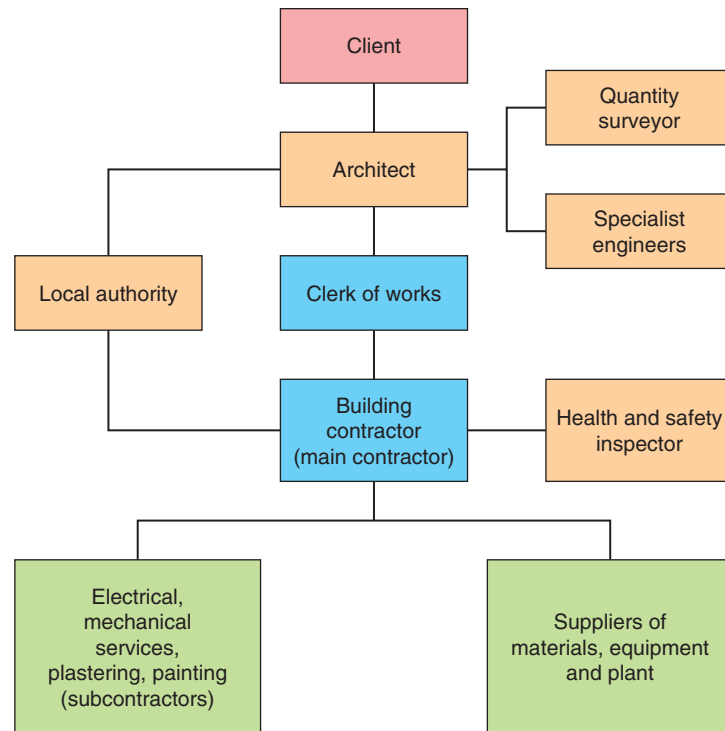 Client
Quantity
surveyor
Architect
Specialist
engineers
Local authority
Clerk of works
Building
contractor
(main contractor)
Health and safety
inspector
Electrical,
mechanical
services,
plastering, painting
(subcontractors)
Suppliers of
materials, equipment
and plant